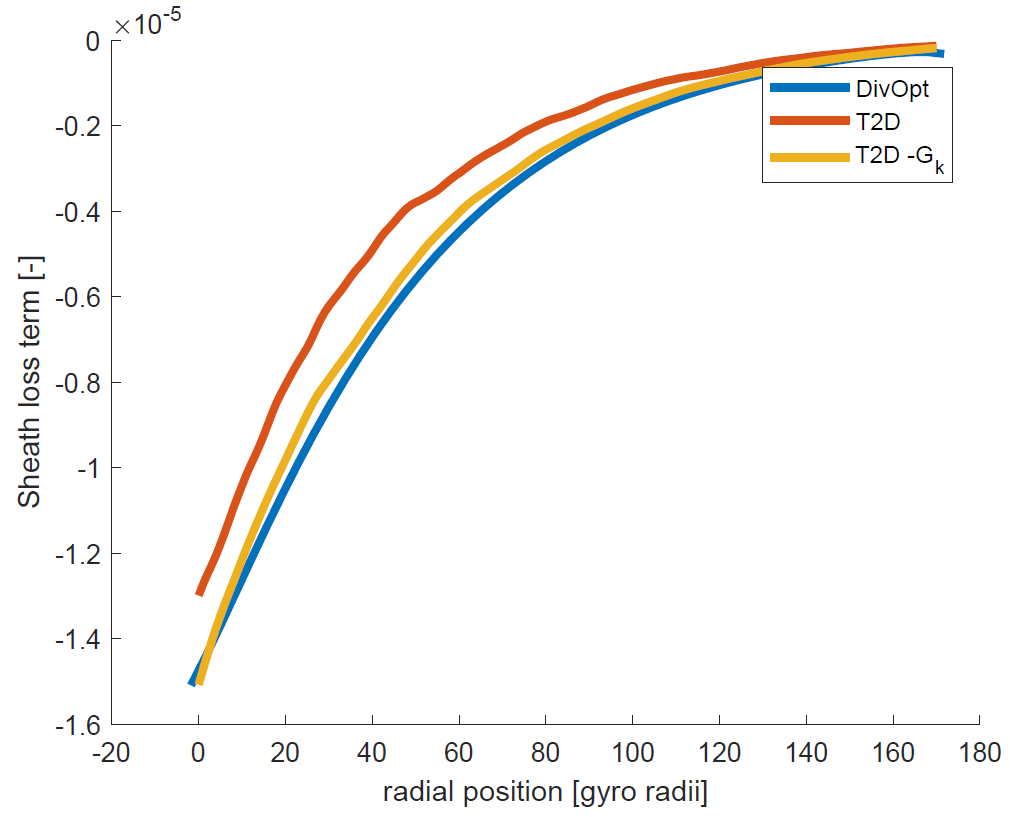 ×10-5
0
-0.2
-0.4
-0.6
-0.8
-1
-1.2
-1.4
-1.6
Sheath loss term [-]
DivOpt
T2D
T2D -Gk
-20 0 20 40 60 80 100 120 140 160 180
radial position [gyro radii]